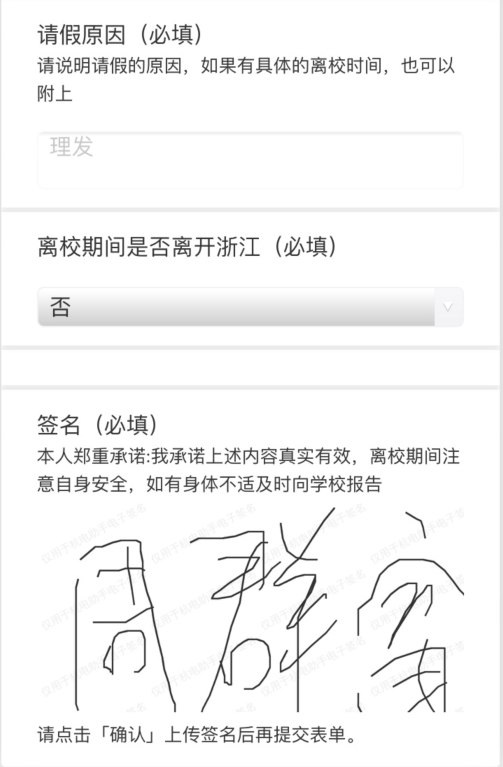 请假原因（必填）
请说明请假的原因，如果有具体的离校时间，也可以
附上
理发
离校期间是否离开浙江（必填）
否
签名（必填）
本人郑重承诺:我承诺上述内容真实有效，离校期间注
意自身安全，如有身体不适及时向学校报告
仅用于杭电助手电子签名
周群
请点击「确认」上传签名后再提交表单。